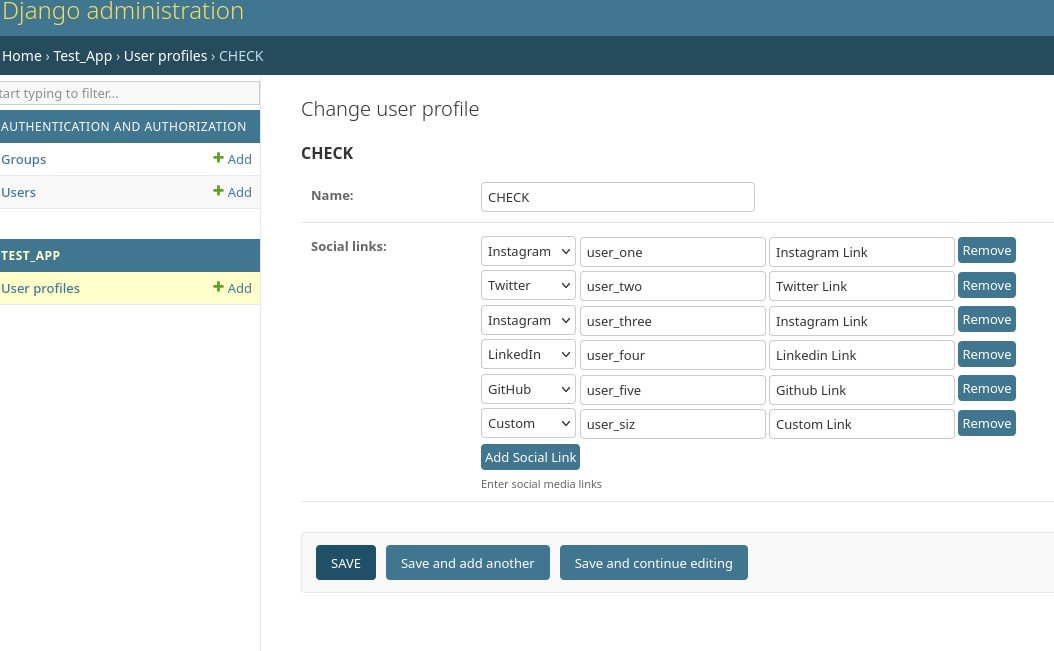 Django administration
Home › Test_App › User profiles › CHECK
tart typing to filter...
AUTHENTICATION AND AUTHORIZATION
Groups + Add
Users + Add
TEST_APP
User profiles + Add
Change user profile
CHECK
Name: CHECK
Social links:
Instagram user_one Instagram Link Remove
Twitter user_two Twitter Link Remove
Instagram user_three Instagram Link Remove
LinkedIn user_four Linkedin Link Remove
GitHub user_five Github Link Remove
Custom user_siz Custom Link Remove
Add Social Link
Enter social media links
SAVE Save and add another Save and continue editing